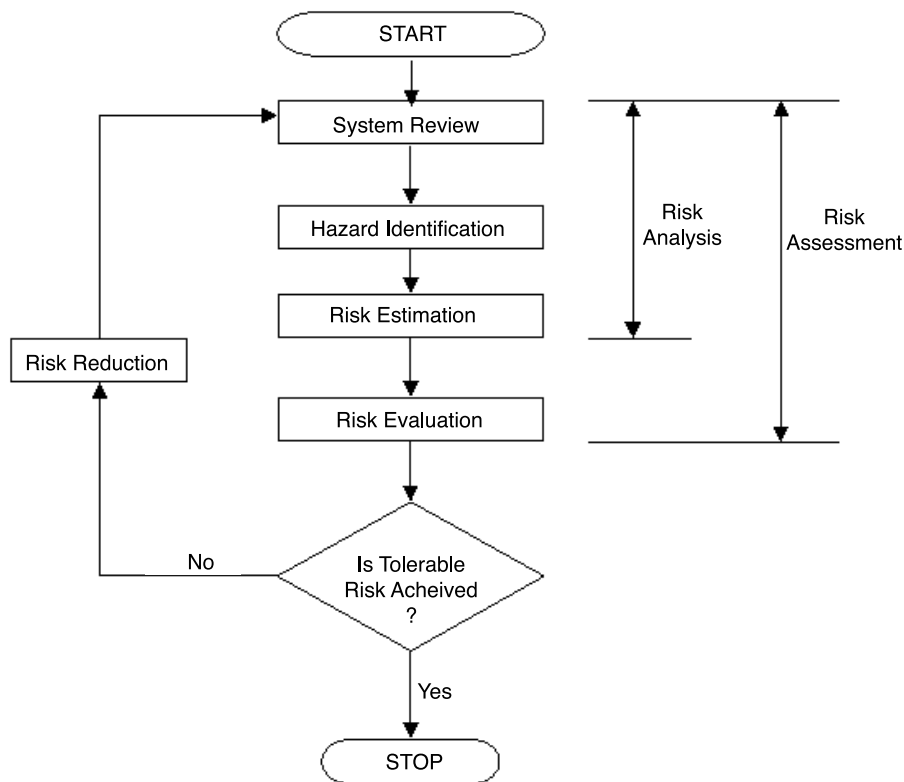 START
System Review
Hazard Identification
Risk
Analysis
Risk
Assessment
Risk Estimation
Risk Reduction
Risk Evaluation
No
Is Tolerable
Risk Acheived
?
Yes
STOP